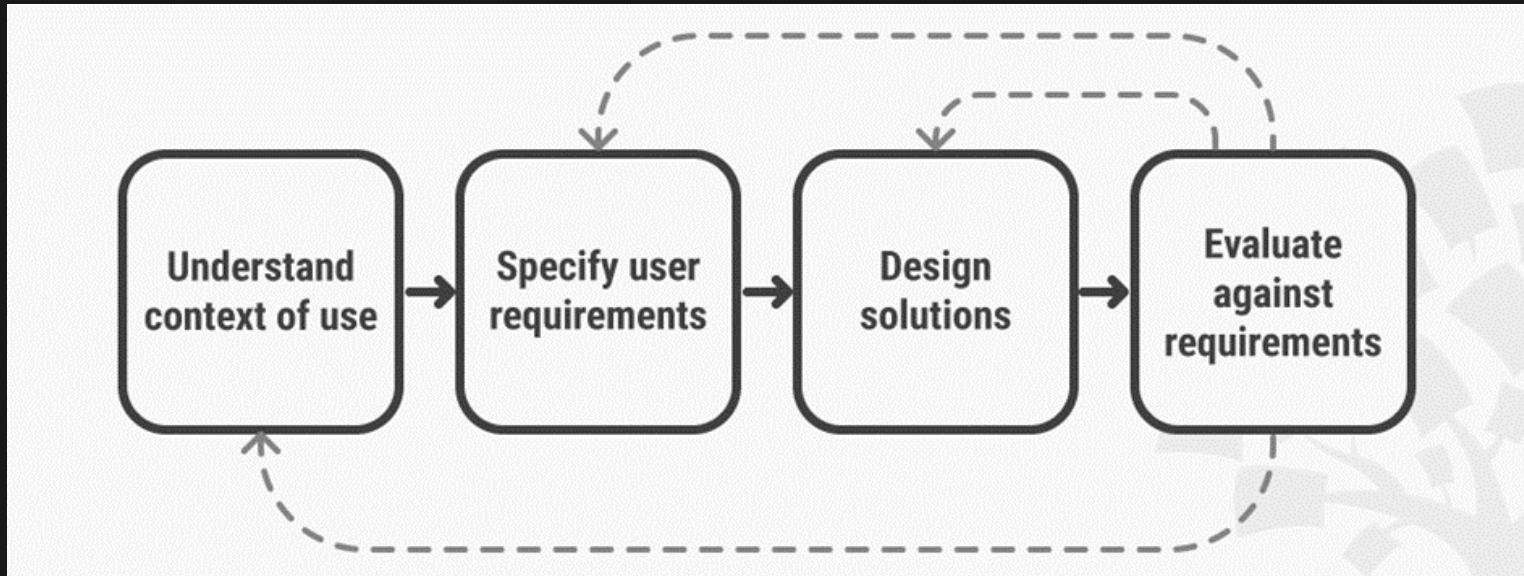 Understand
context of use
Specify user
requirements
Design
solutions
Evaluate
against
requirements